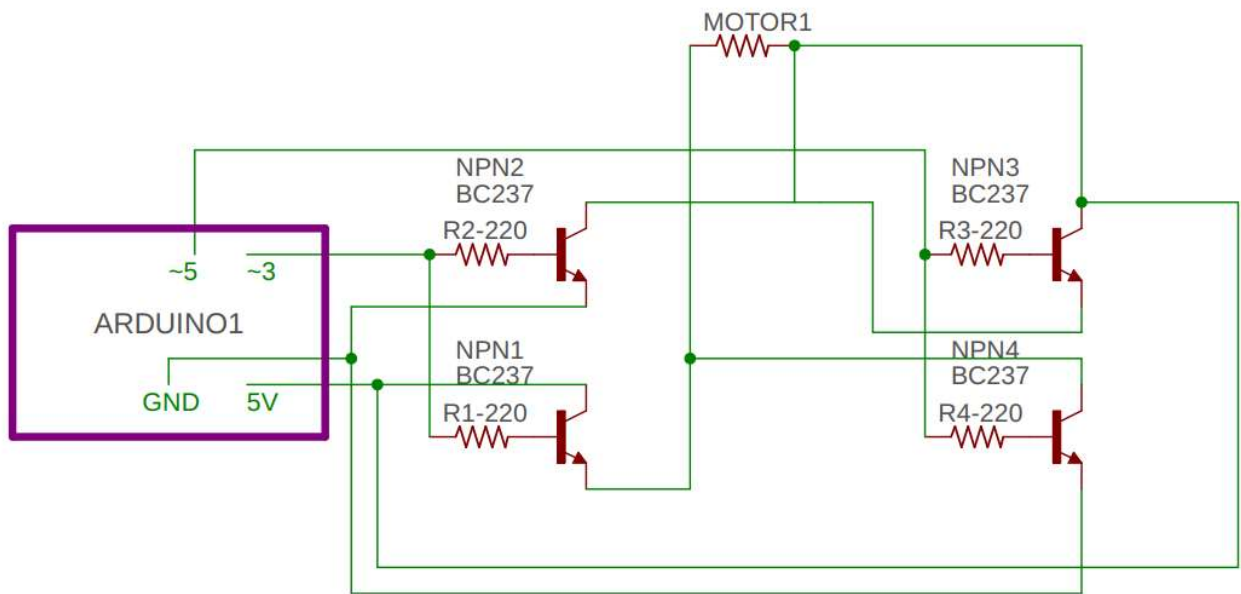 MOTOR1
NPN2
BC237
R2-220
NPN3
BC237
R3-220
~5
~3
ARDUINO1
GND
5V
NPN1
BC237
R1-220
NPN4
BC237
R4-220